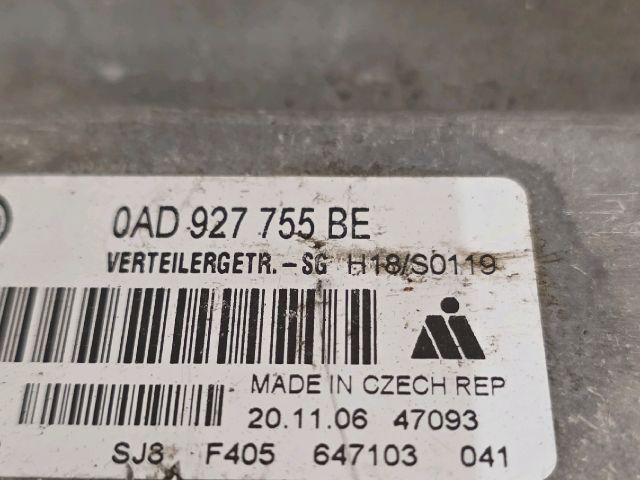 0AD 927 755 BE
VERTEILERGETR.-SG H18/S0119
MADE IN CZECH REP
20.11.06 47093
SJ8 F405 647103 041